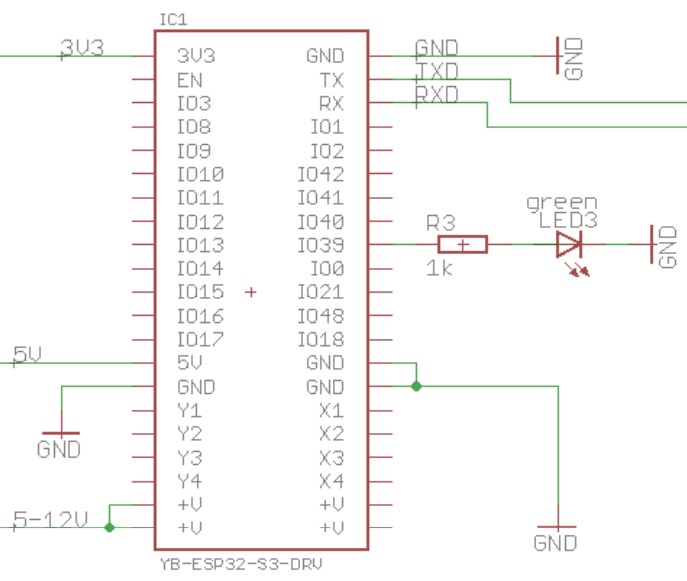 IC1
3V3 3V3 GND GND GND
EN TX TXD
IO3 RX RXD
IO8 IO1
IO9 IO2
IO10 IO42
IO11 IO41
IO12 IO40
green
R3 LED3
IO13 IO39 GND
1k
IO14 IO0
IO15 IO21
IO16 IO48
IO17 IO18
5V 5V GND
GND GND
Y1 X1
Y2 X2
GND
Y3 X3
Y4 X4
+V +V
5-12V +V +V
GND
YB-ESP32-S3-DRV